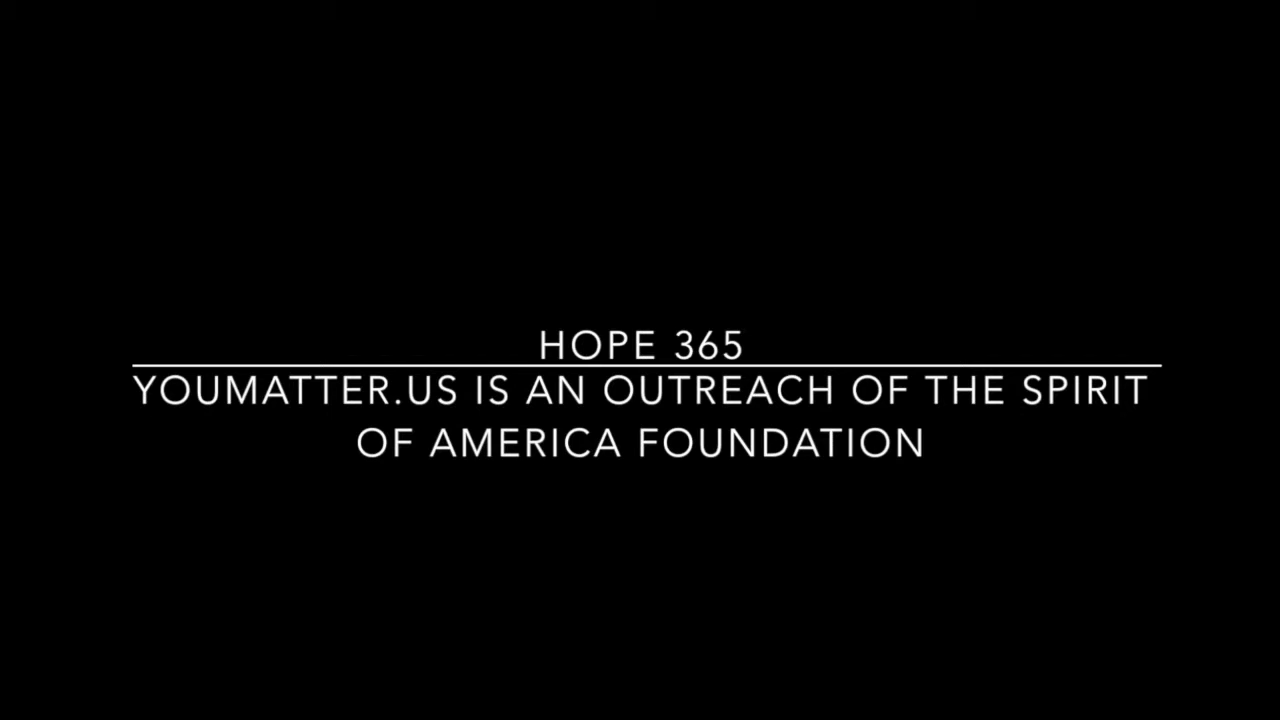 HOPE 365
YOUMATTER.US IS AN OUTREACH OF THE SPIRIT
OF AMERICA FOUNDATION